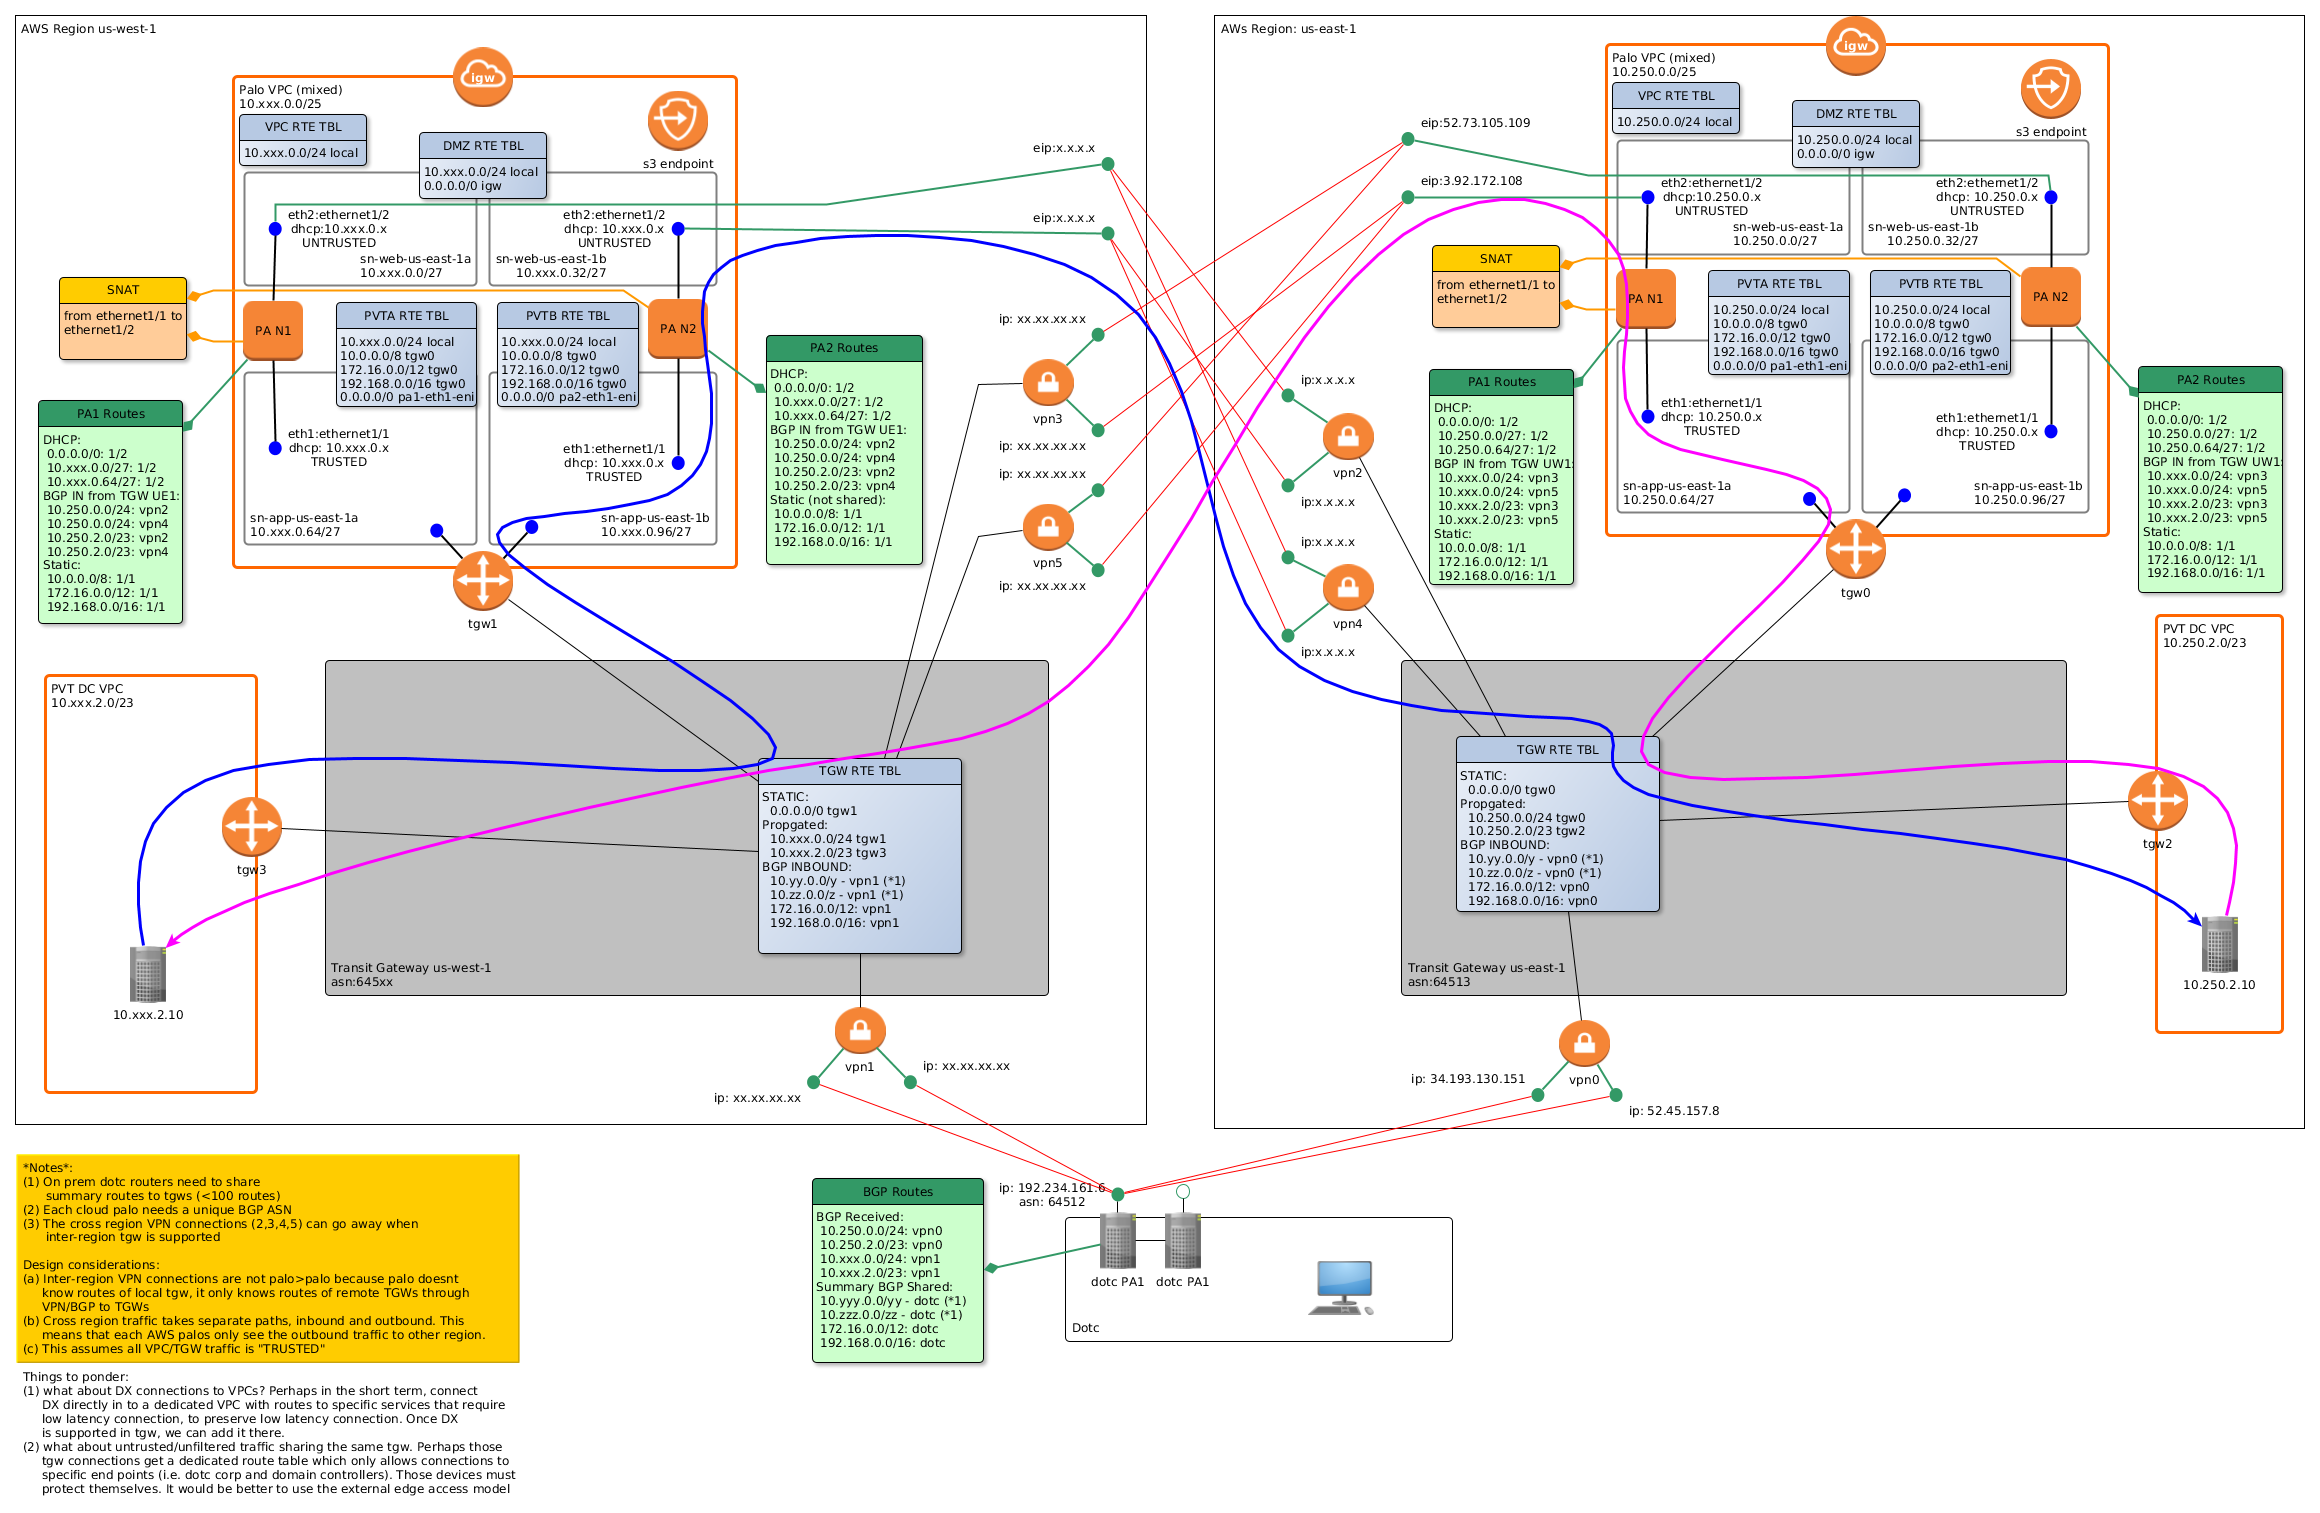 AWS Region us-west-1
igw
Palo VPC (mixed)
10.xxx.0.0/25
VPC RTE TBL
10.xxx.0.0/24 local
DMZ RTE TBL
10.xxx.0.0/24 local
0.0.0.0/0 igw
s3 endpoint
eth2:ethernet1/2
dhcp:10.xxx.0.x
UNTRUSTED
sn-web-us-east-1a
10.xxx.0.0/27
eth2:ethernet1/2
dhcp: 10.xxx.0.x
UNTRUSTED
sn-web-us-east-1b
10.xxx.0.32/27
SNAT
from ethernet1/1 to
ethernet1/2
PA N1
PVTA RTE TBL
10.xxx.0.0/24 local
10.0.0.0/8 tgw0
172.16.0.0/12 tgw0
192.168.0.0/16 tgw0
0.0.0.0/0 pa1-eth1-eni
PVTB RTE TBL
10.xxx.0.0/24 local
10.0.0.0/8 tgw0
172.16.0.0/12 tgw0
192.168.0.0/16 tgw0
0.0.0.0/0 pa2-eth1-eni
PA N2
PA1 Routes
DHCP:
0.0.0.0/0: 1/2
10.xxx.0.0/27: 1/2
10.xxx.0.64/27: 1/2
BGP IN from TGW UE1:
10.250.0.0/24: vpn2
10.250.0.0/24: vpn4
10.250.2.0/23: vpn2
10.250.2.0/23: vpn4
Static:
10.0.0.0/8: 1/1
172.16.0.0/12: 1/1
192.168.0.0/16: 1/1
eth1:ethernet1/1
dhcp: 10.xxx.0.x
TRUSTED
eth1:ethernet1/1
dhcp: 10.xxx.0.x
TRUSTED
sn-app-us-east-1a
10.xxx.0.64/27
sn-app-us-east-1b
10.xxx.0.96/27
tgw1
PA2 Routes
DHCP:
0.0.0.0/0: 1/2
10.xxx.0.0/27: 1/2
10.xxx.0.64/27: 1/2
BGP IN from TGW UE1:
10.250.0.0/24: vpn2
10.250.0.0/24: vpn4
10.250.2.0/23: vpn2
10.250.2.0/23: vpn4
Static (not shared):
10.0.0.0/8: 1/1
172.16.0.0/12: 1/1
192.168.0.0/16: 1/1
eip:x.x.x.x
eip:x.x.x.x
ip: xx.xx.xx.xx
vpn3
ip: xx.xx.xx.xx
ip: xx.xx.xx.xx
vpn5
ip: xx.xx.xx.xx
PVT DC VPC
10.xxx.2.0/23
tgw3
10.xxx.2.10
TGW RTE TBL
STATIC:
0.0.0.0/0 tgw1
Propgated:
10.xxx.0.0/24 tgw1
10.xxx.2.0/23 tgw3
BGP INBOUND:
10.yy.0.0/y - vpn1 (*1)
10.zz.0.0/z - vpn1 (*1)
172.16.0.0/12: vpn1
192.168.0.0/16: vpn1
Transit Gateway us-west-1
asn:645xx
vpn1
ip: xx.xx.xx.xx
ip: xx.xx.xx.xx
AWs Region: us-east-1
igw
Palo VPC (mixed)
10.250.0.0/25
VPC RTE TBL
10.250.0.0/24 local
DMZ RTE TBL
10.250.0.0/24 local
0.0.0.0/0 igw
s3 endpoint
eip:52.73.105.109
eip:3.92.172.108
eth2:ethernet1/2
dhcp:10.250.0.x
UNTRUSTED
sn-web-us-east-1a
10.250.0.0/27
eth2:ethernet1/2
dhcp: 10.250.0.x
UNTRUSTED
sn-web-us-east-1b
10.250.0.32/27
SNAT
from ethernet1/1 to
ethernet1/2
PA N1
PVTA RTE TBL
10.250.0.0/24 local
10.0.0.0/8 tgw0
172.16.0.0/12 tgw0
192.168.0.0/16 tgw0
0.0.0.0/0 pa1-eth1-eni
PVTB RTE TBL
10.250.0.0/24 local
10.0.0.0/8 tgw0
172.16.0.0/12 tgw0
192.168.0.0/16 tgw0
0.0.0.0/0 pa2-eth1-eni
PA N2
PA1 Routes
DHCP:
0.0.0.0/0: 1/2
10.250.0.0/27: 1/2
10.250.0.64/27: 1/2
BGP IN from TGW UW1:
10.xxx.0.0/24: vpn3
10.xxx.0.0/24: vpn5
10.xxx.2.0/23: vpn3
10.xxx.2.0/23: vpn5
Static:
10.0.0.0/8: 1/1
172.16.0.0/12: 1/1
192.168.0.0/16: 1/1
eth1:ethernet1/1
dhcp: 10.250.0.x
TRUSTED
eth1:ethernet1/1
dhcp: 10.250.0.x
TRUSTED
sn-app-us-east-1a
10.250.0.64/27
sn-app-us-east-1b
10.250.0.96/27
tgw0
PA2 Routes
DHCP:
0.0.0.0/0: 1/2
10.250.0.0/27: 1/2
10.250.0.64/27: 1/2
BGP IN from TGW UW1:
10.xxx.0.0/24: vpn3
10.xxx.0.0/24: vpn5
10.xxx.2.0/23: vpn3
10.xxx.2.0/23: vpn5
Static:
10.0.0.0/8: 1/1
172.16.0.0/12: 1/1
192.168.0.0/16: 1/1
ip:x.x.x.x
vpn2
ip:x.x.x.x
ip:x.x.x.x
vpn4
ip:x.x.x.x
TGW RTE TBL
STATIC:
0.0.0.0/0 tgw0
Propgated:
10.250.0.0/24 tgw0
10.250.2.0/23 tgw2
BGP INBOUND:
10.yy.0.0/y - vpn0 (*1)
10.zz.0.0/z - vpn0 (*1)
172.16.0.0/12: vpn0
192.168.0.0/16: vpn0
Transit Gateway us-east-1
asn:64513
PVT DC VPC
10.250.2.0/23
tgw2
10.250.2.10
vpn0
ip: 34.193.130.151
ip: 52.45.157.8
*Notes*:
(1) On prem dotc routers need to share
summary routes to tgws (<100 routes)
(2) Each cloud palo needs a unique BGP ASN
(3) The cross region VPN connections (2,3,4,5) can go away when
inter-region tgw is supported
Design considerations:
(a) Inter-region VPN connections are not palo>palo because palo doesnt
know routes of local tgw, it only knows routes of remote TGWs through
VPN/BGP to TGWs
(b) Cross region traffic takes separate paths, inbound and outbound. This
means that each AWS palos only see the outbound traffic to other region.
(c) This assumes all VPC/TGW traffic is "TRUSTED"
Things to ponder:
(1) what about DX connections to VPCs? Perhaps in the short term, connect
DX directly in to a dedicated VPC with routes to specific services that require
low latency connection, to preserve low latency connection. Once DX
is supported in tgw, we can add it there.
(2) what about untrusted/unfiltered traffic sharing the same tgw. Perhaps those
tgw connections get a dedicated route table which only allows connections to
specific end points (i.e. dotc corp and domain controllers). Those devices must
protect themselves. It would be better to use the external edge access model
BGP Routes
BGP Received:
10.250.0.0/24: vpn0
10.250.2.0/23: vpn0
10.xxx.0.0/24: vpn1
10.xxx.2.0/23: vpn1
Summary BGP Shared:
10.yyy.0.0/yy - dotc (*1)
10.zzz.0.0/zz - dotc (*1)
172.16.0.0/12: dotc
192.168.0.0/16: dotc
ip: 192.234.161.6
asn: 64512
dotc PA1
dotc PA1
Dotc